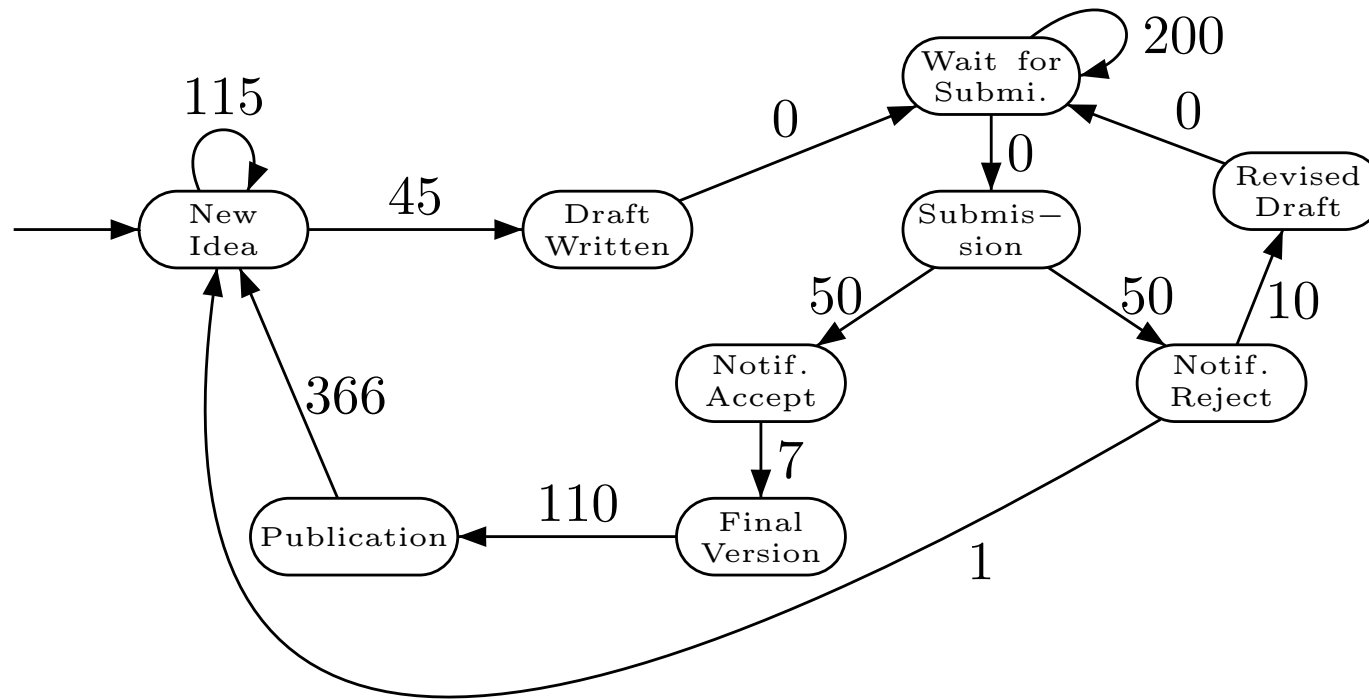 Wait for
Submi.
200
115
0
0
0
45
New
Idea
Draft
Written
Submis-
sion
Revised
Draft
50
50
10
Notif.
Accept
Notif.
Reject
366
7
110
Publication
Final
Version
1